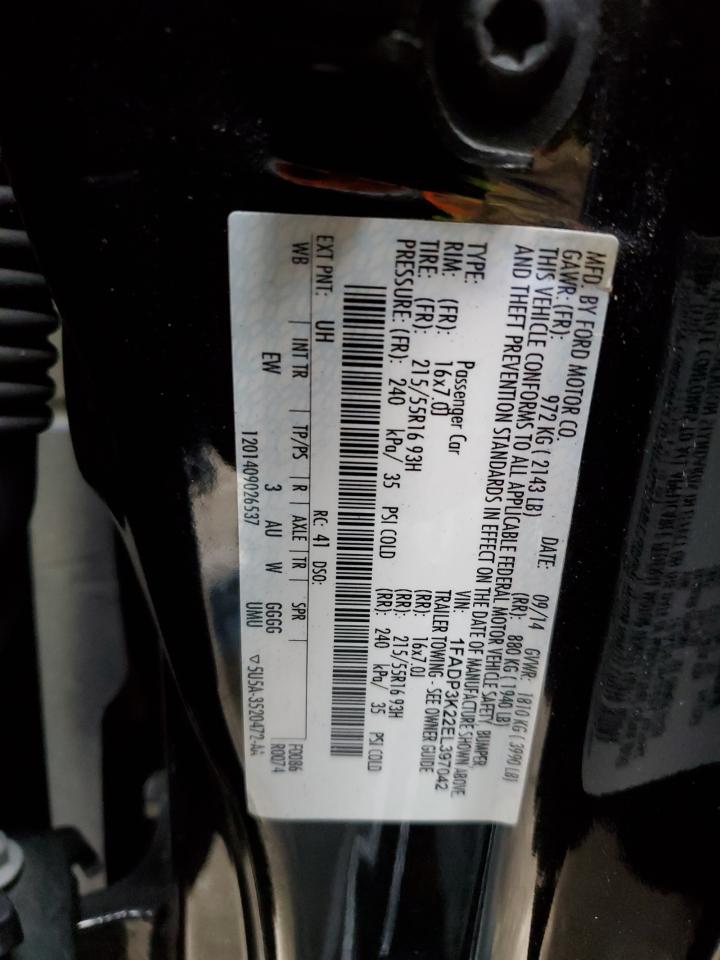 MFD. BY FORD MOTOR CO.
DATE: 09/14 GVWR: 1810 KG ( 3990 LB)
GAWR: (FR): 972 KG ( 2143 LB) (RR): 880 KG ( 1940 LB)
THIS VEHICLE CONFORMS TO ALL APPLICABLE FEDERAL MOTOR VEHICLE SAFETY, BUMPER,
AND THEFT PREVENTION STANDARDS IN EFFECT ON THE DATE OF MANUFACTURE SHOWN ABOVE
VIN: 1FADP3K22EL397042
TYPE: Passenger Car TRAILER TOWING - SEE OWNER GUIDE
RIM: (FR): 16x7.0J (RR): 16x7.0J
TIRE: (FR): 215/55R16 93H (RR): 215/55R16 93H
PRESSURE: (FR): 240 kPa/ 35 PSI COLD (RR): 240 kPa/ 35 PSI COLD
EXT PNT: UH RC: 41 DSO:
WB INT TR TP/PS R AXLE TR SPR F0086
EW 3 AU W GGGG R0074
1201409026537 UMU ▽5U5A-3520472-AA